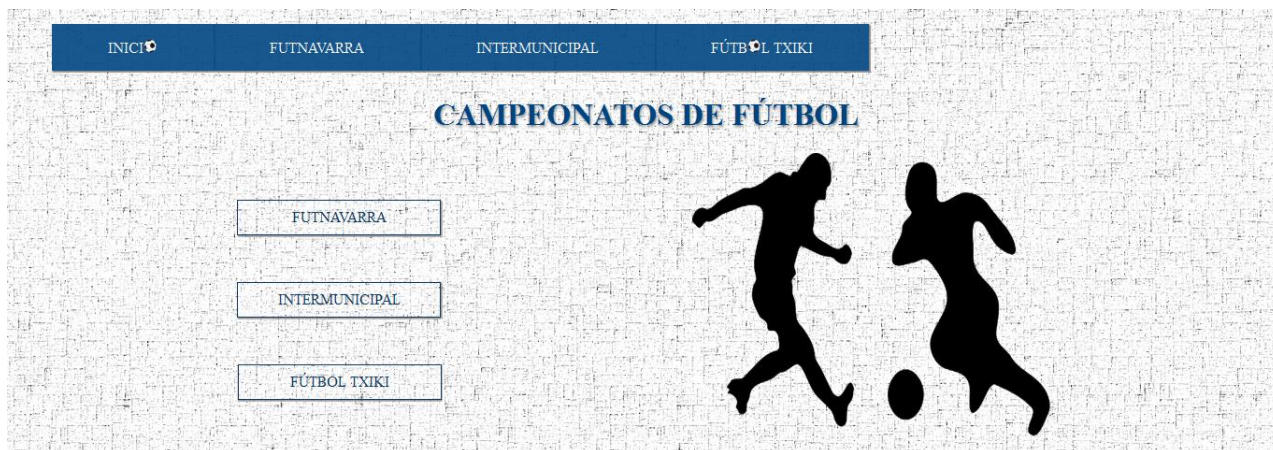 INICIO FUTNAVARRA INTERMUNICIPAL FÚTBOL TXIKI
CAMPEONATOS DE FÚTBOL
FUTNAVARRA
INTERMUNICIPAL
FÚTBOL TXIKI